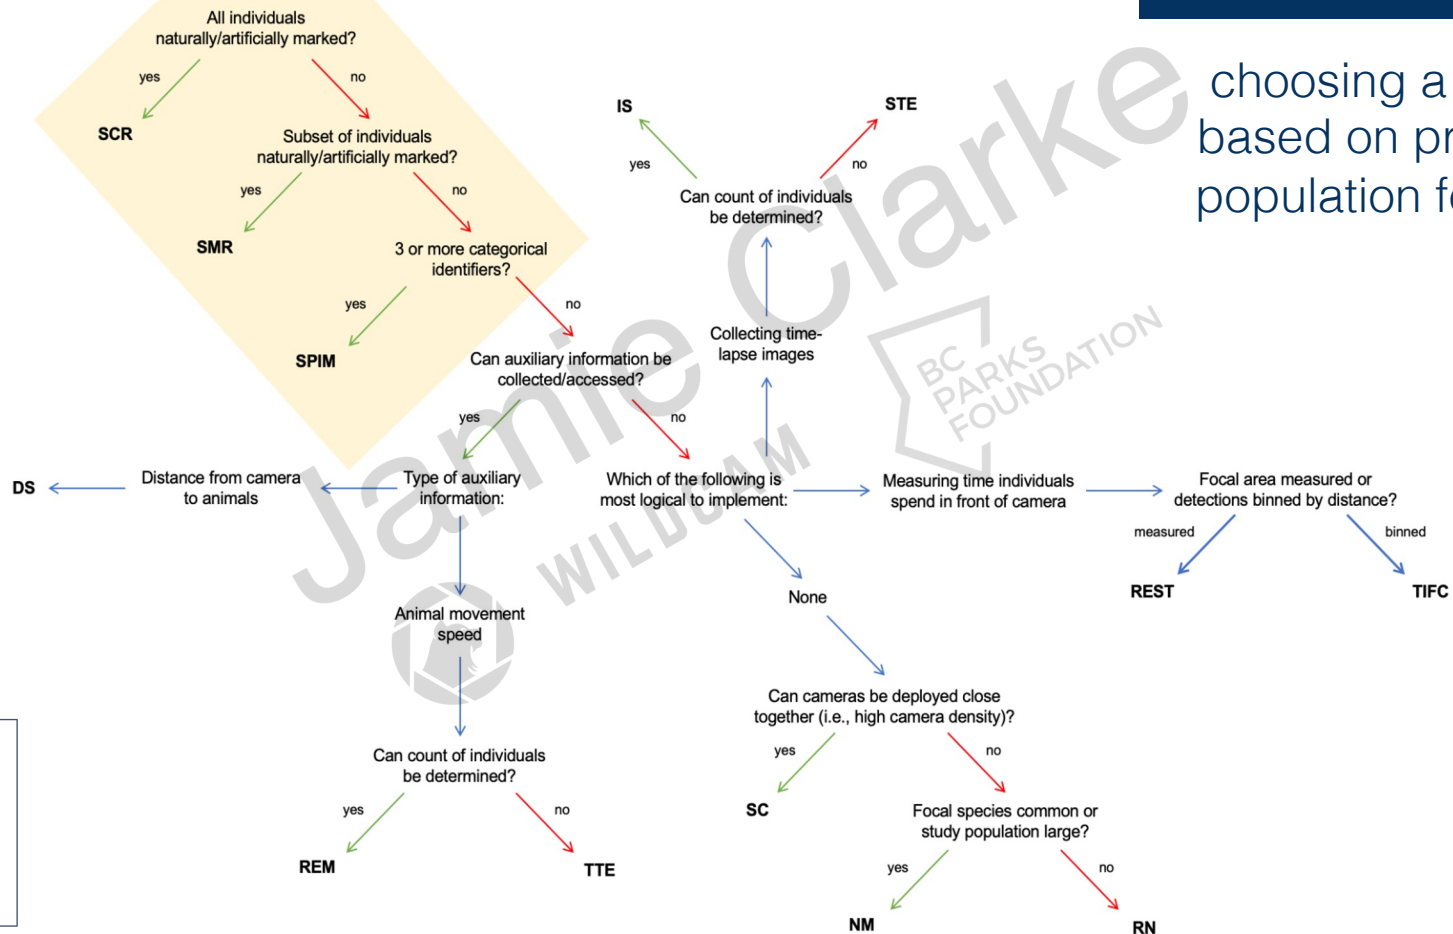 All individuals
naturally/artificially marked?
yes
no
SCR
Subset of individuals
naturally/artificially marked?
yes
no
SMR
3 or more categorical
identifiers?
yes
no
SPIM
Can auxiliary information be
collected/accessed?
yes
no
Type of auxiliary
information:
Distance from camera
to animals
DS
Animal movement
speed
Can count of individuals
be determined?
yes
no
REM
TTE
Which of the following is
most logical to implement:
Collecting time-
lapse images
Can count of individuals
be determined?
yes
no
IS
STE
Measuring time individuals
spend in front of camera
Focal area measured or
detections binned by distance?
measured
binned
REST
TIFC
None
Can cameras be deployed close
together (i.e., high camera density)?
yes
no
SC
Focal species common or
study population large?
yes
no
NM
RN
choosing a
based on pr
population f
Jamie Clarke
WILDCAM
BC
PARKS
FOUNDATION